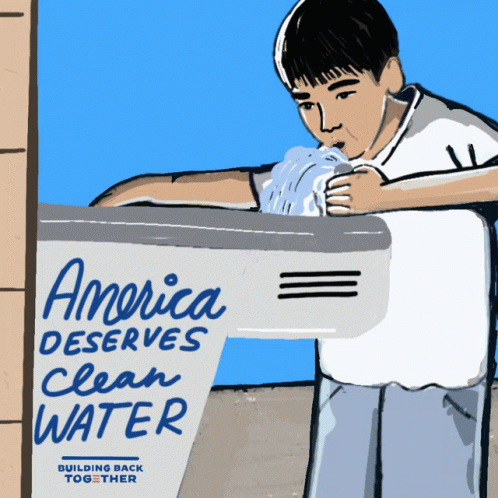 America
DESERVES
Clean
WATER
BUILDING BACK
TOGETHER